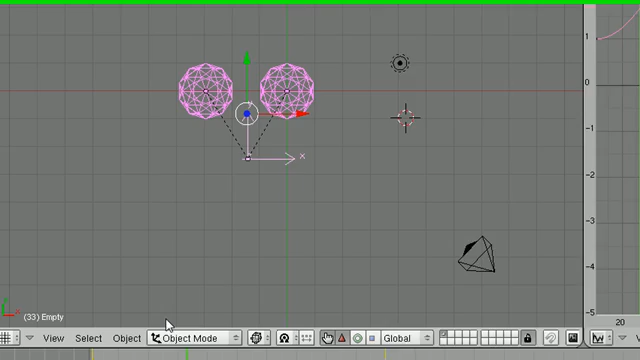 1
0
-1
-2
-3
-4
-5
20
x
(33) Empty
View
Select
Object
Object Mode
Global